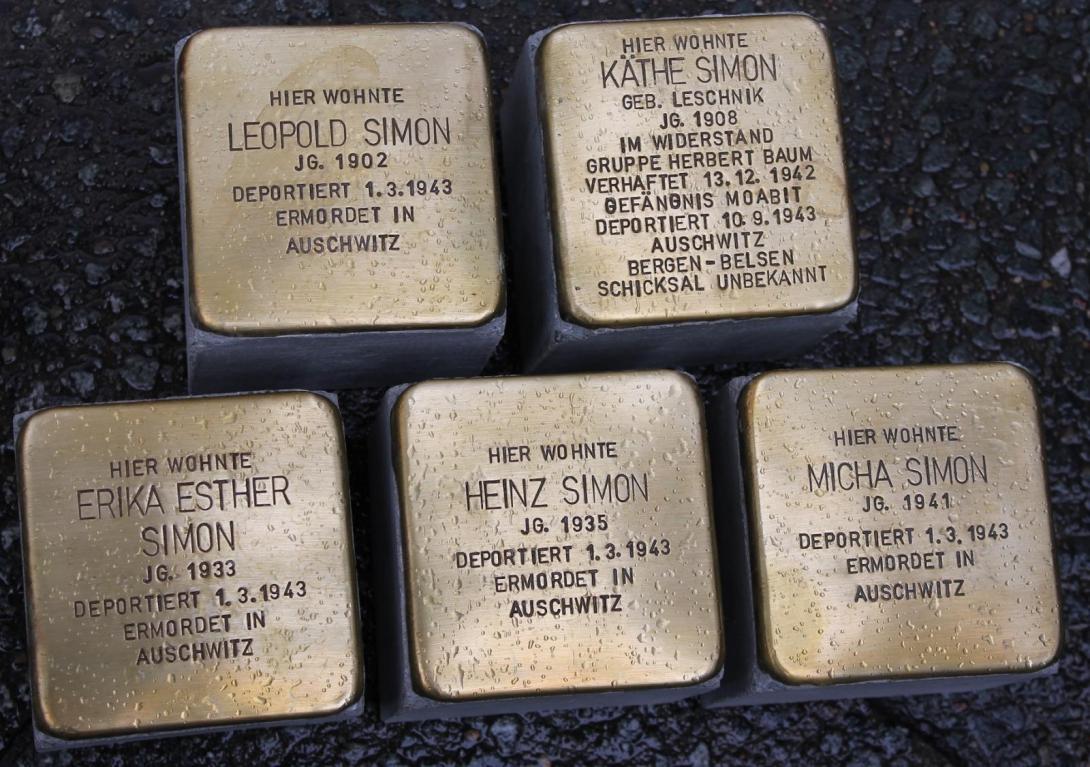 HIER WOHNTE
LEOPOLD SIMON
JG. 1902
DEPORTIERT 1.3.1943
ERMORDET IN
AUSCHWITZ
HIER WOHNTE
KÄTHE SIMON
GEB. LESCHNIK
JG. 1908
IM WIDERSTAND
GRUPPE HERBERT BAUM
VERHAFTET 13.12.1942
GEFÄNGNIS MOABIT
DEPORTIERT 10.9.1943
AUSCHWITZ
BERGEN-BELSEN
SCHICKSAL UNBEKANNT
HIER WOHNTE
ERIKA ESTHER
SIMON
JG. 1933
DEPORTIERT 1.3.1943
ERMORDET IN
AUSCHWITZ
HIER WOHNTE
HEINZ SIMON
JG. 1935
DEPORTIERT 1.3.1943
ERMORDET IN
AUSCHWITZ
HIER WOHNTE
MICHA SIMON
JG. 1941
DEPORTIERT 1.3.1943
ERMORDET IN
AUSCHWITZ